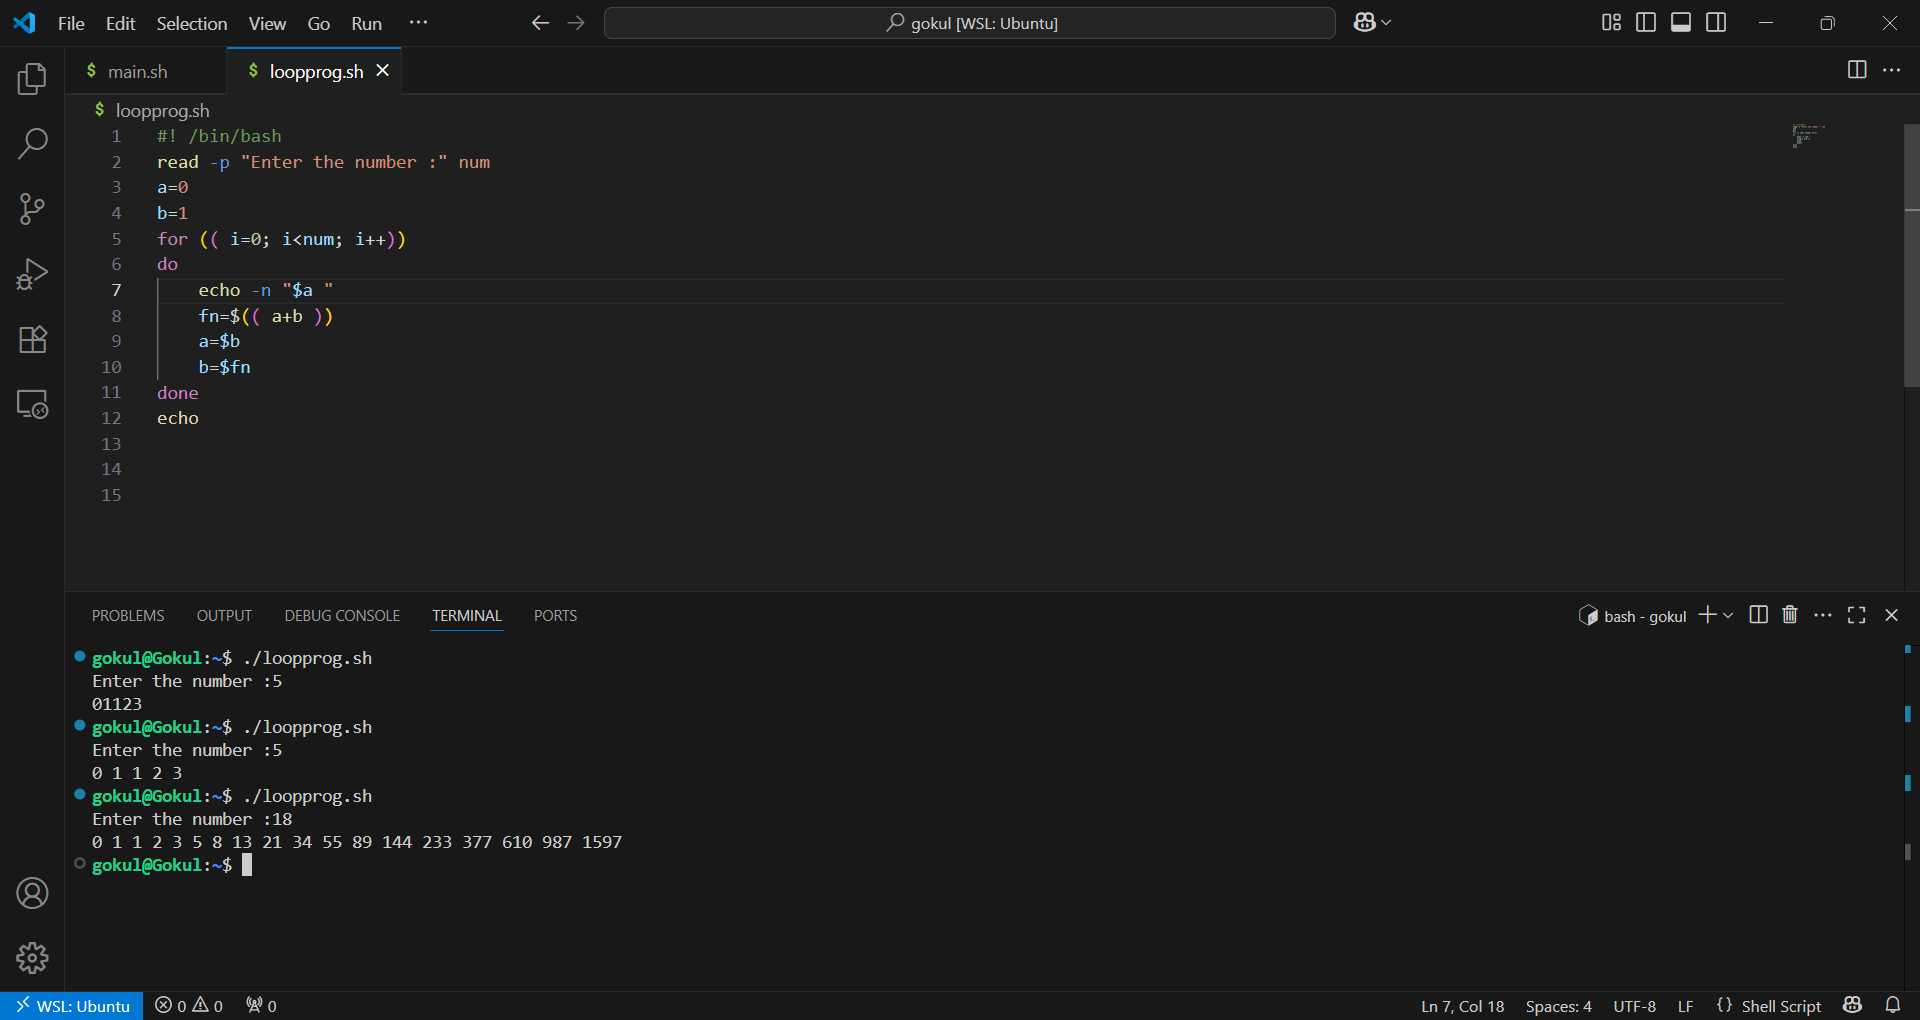 File Edit Selection View Go Run ··· gokul [WSL: Ubuntu]
$ main.sh $ loopprog.sh
$ loopprog.sh
1 #! /bin/bash
2 read -p "Enter the number :" num
3 a=0
4 b=1
5 for (( i=0; i<num; i++))
6 do
7 echo -n "$a "
8 fn=$(( a+b ))
9 a=$b
10 b=$fn
11 done
12 echo
13
14
15
PROBLEMS OUTPUT DEBUG CONSOLE TERMINAL PORTS bash - gokul
gokul@Gokul:~$ ./loopprog.sh
Enter the number :5
01123
gokul@Gokul:~$ ./loopprog.sh
Enter the number :5
0 1 1 2 3
gokul@Gokul:~$ ./loopprog.sh
Enter the number :18
0 1 1 2 3 5 8 13 21 34 55 89 144 233 377 610 987 1597
gokul@Gokul:~$
WSL: Ubuntu 0 0 0 Ln 7, Col 18 Spaces: 4 UTF-8 LF {} Shell Script